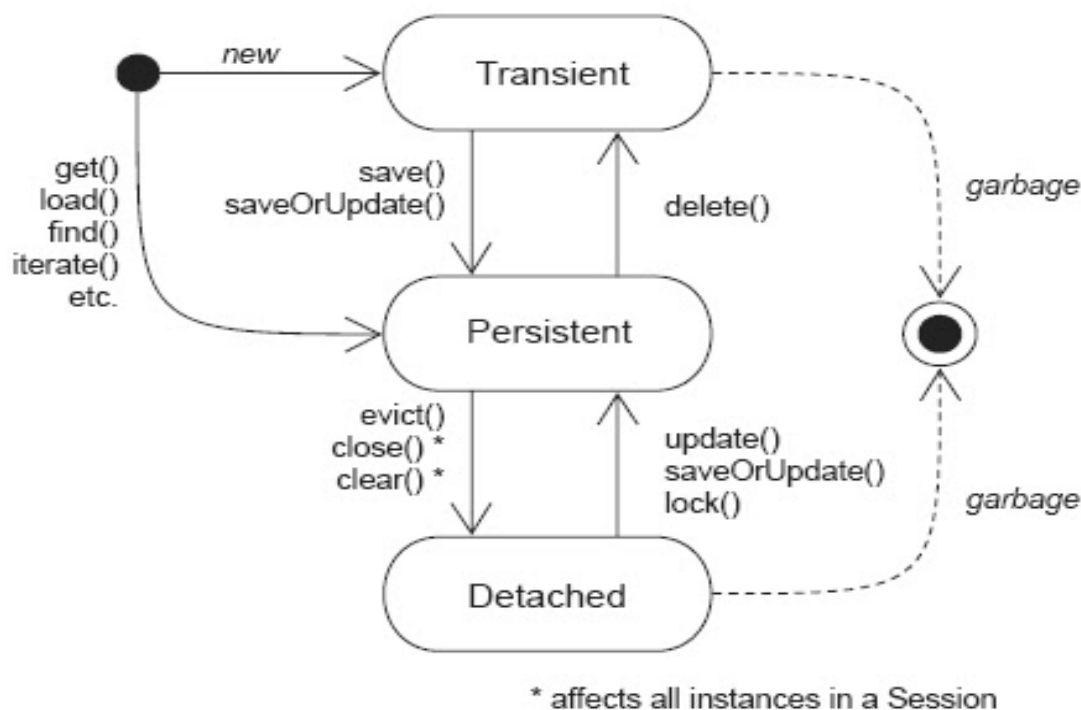 new
Transient
get()
load()
find()
iterate()
etc.
save()
saveOrUpdate()
delete()
garbage
Persistent
evict()
close() *
clear() *
update()
saveOrUpdate()
lock()
garbage
Detached
* affects all instances in a Session